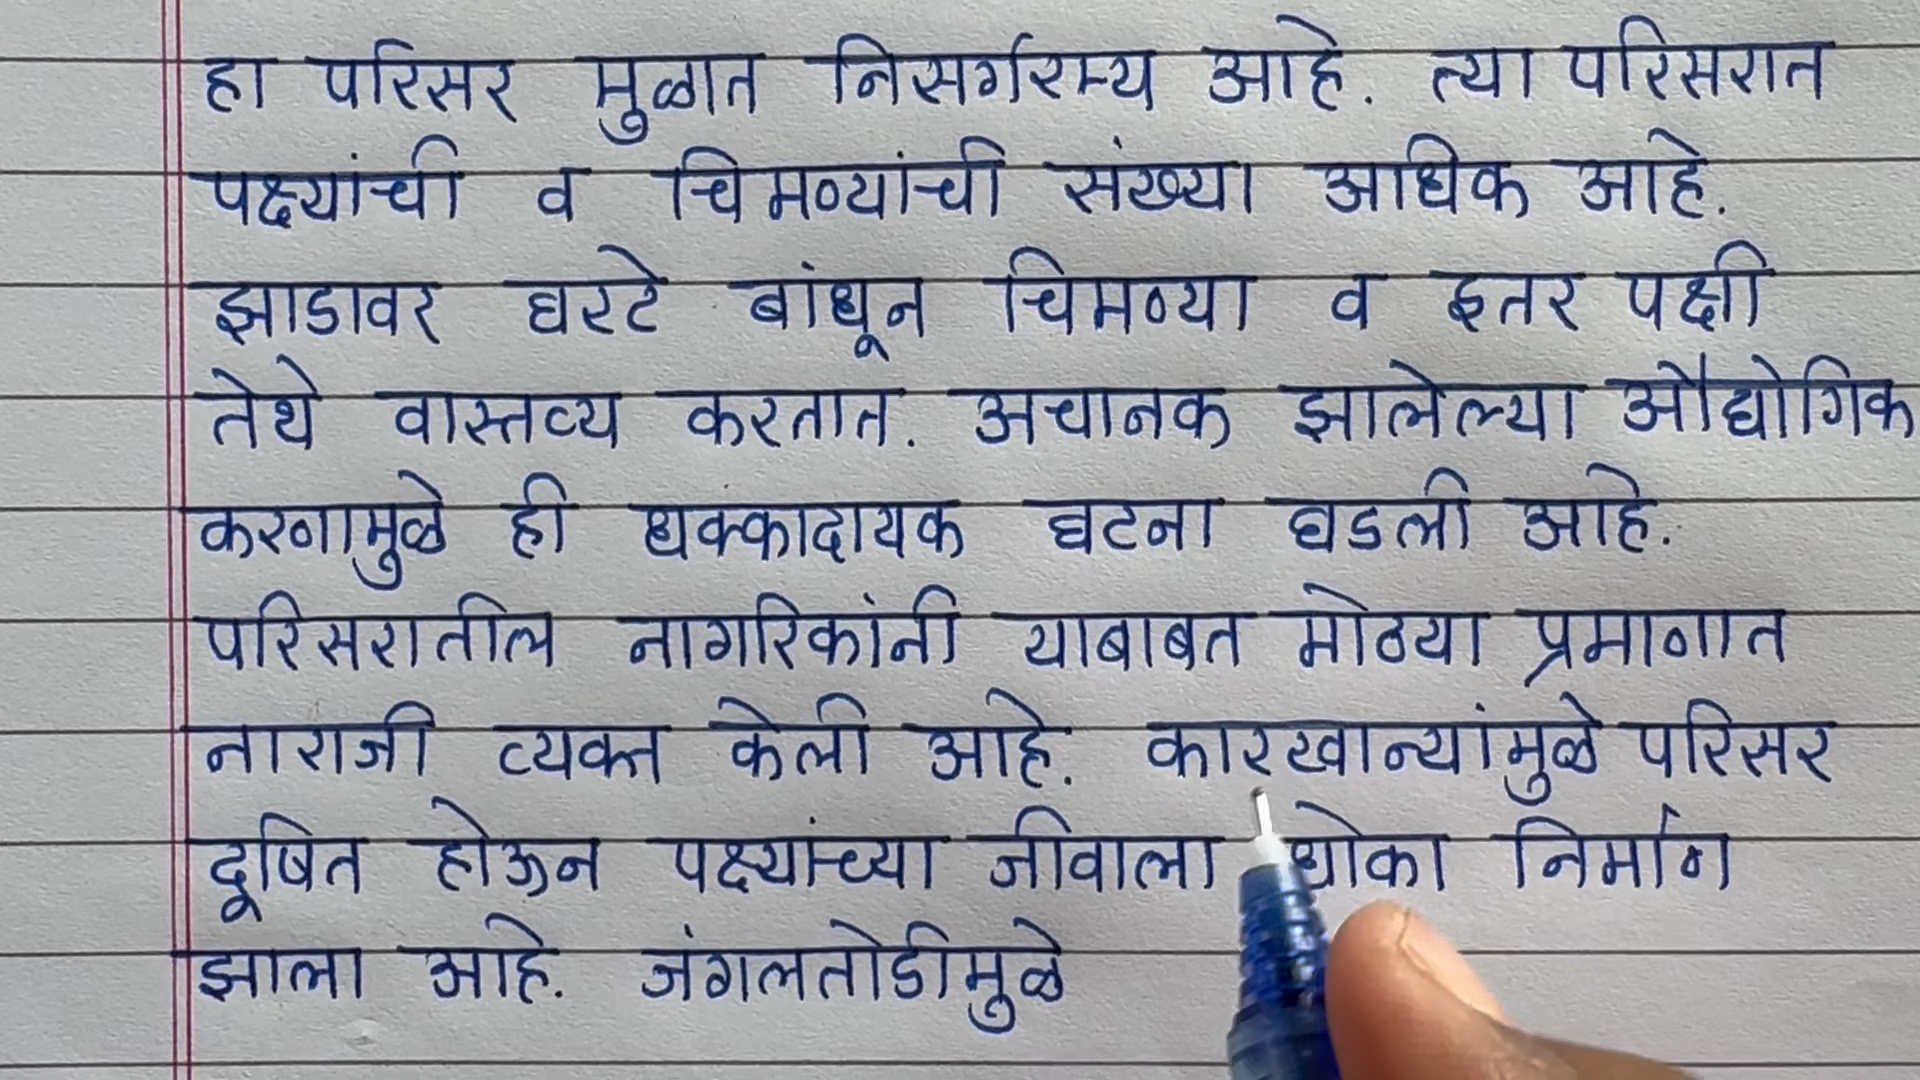 हा परिसर मुळात निसर्गरम्य आहे. त्या परिसरात
पक्ष्यांची व चिमण्यांची संख्या अधिक आहे.
झाडावर घरटे बांधून चिमण्या व इतर पक्षी
तेथे वास्तव्य करतात. अचानक झालेल्या औद्योगिक
करणामुळे ही धक्कादायक घटना घडली आहे.
परिसरातील नागरिकांनी याबाबत मोठया प्रमाणात
नाराजी व्यक्त केली आहे. कारखान्यांमुळे परिसर
दूषित होऊन पक्ष्यांच्या जीवाला धोका निर्माण
झाला आहे. जंगलतोडीमुळे